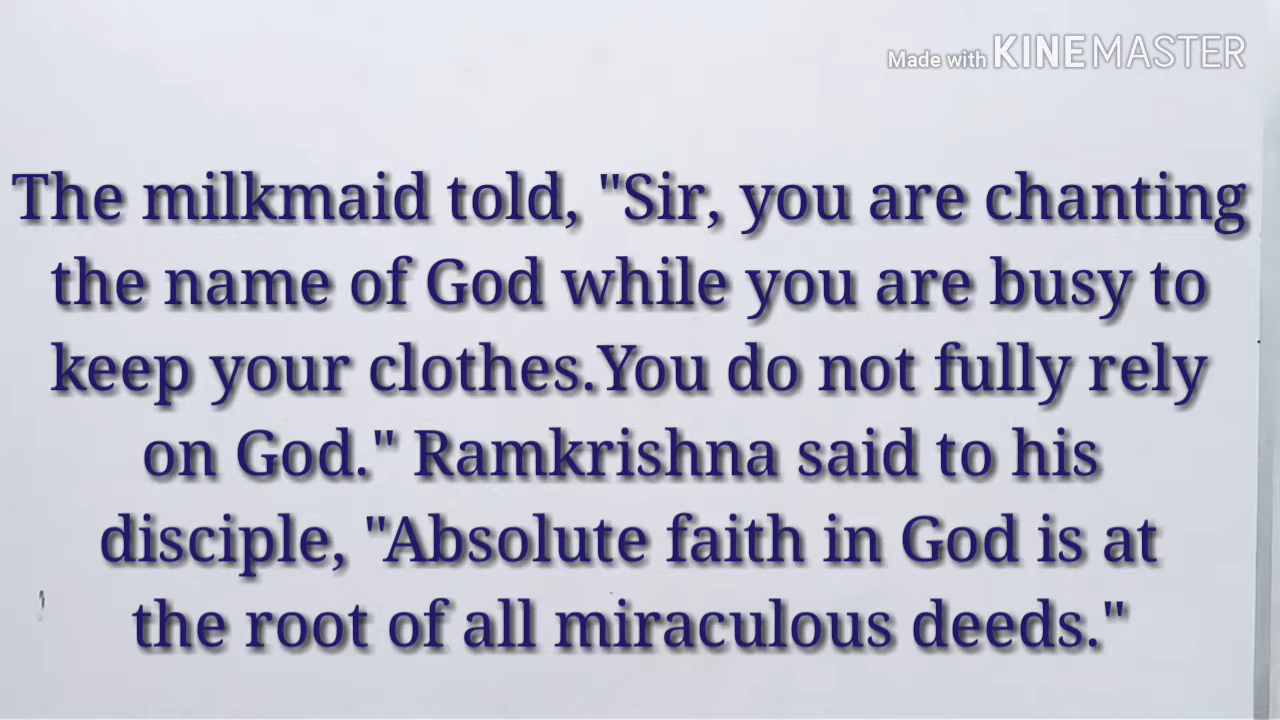 Made with KINEMASTER
The milkmaid told, "Sir, you are chanting
the name of God while you are busy to
keep your clothes.You do not fully rely
on God." Ramkrishna said to his
disciple, "Absolute faith in God is at
the root of all miraculous deeds."